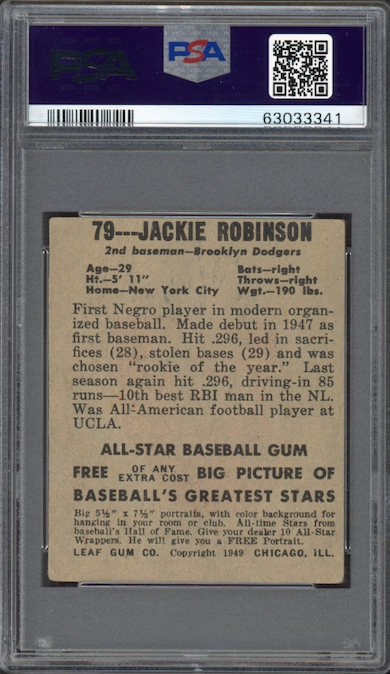 PSA
PSA
63033341
79---JACKIE ROBINSON
2nd baseman—Brooklyn Dodgers
Age—29 Bats—right
Ht.—5' 11" Throws—right
Home—New York City Wgt.—190 lbs.
First Negro player in modern organ-
ized baseball. Made debut in 1947 as
first baseman. Hit .296, led in sacri-
fices (28), stolen bases (29) and was
chosen "rookie of the year." Last
season again hit .296, driving-in 85
runs—10th best RBI man in the NL.
Was All-American football player at
UCLA.
ALL-STAR BASEBALL GUM
FREE OF ANY EXTRA COST BIG PICTURE OF
BASEBALL'S GREATEST STARS
Big 5½" x 7½" portraits, with color background for
hanging in your room or club. All-time Stars from
baseball's Hall of Fame. Give your dealer 10 All-Star
Wrappers. He will give you a FREE Portrait.
LEAF GUM CO. Copyright 1949 CHICAGO, ILL.